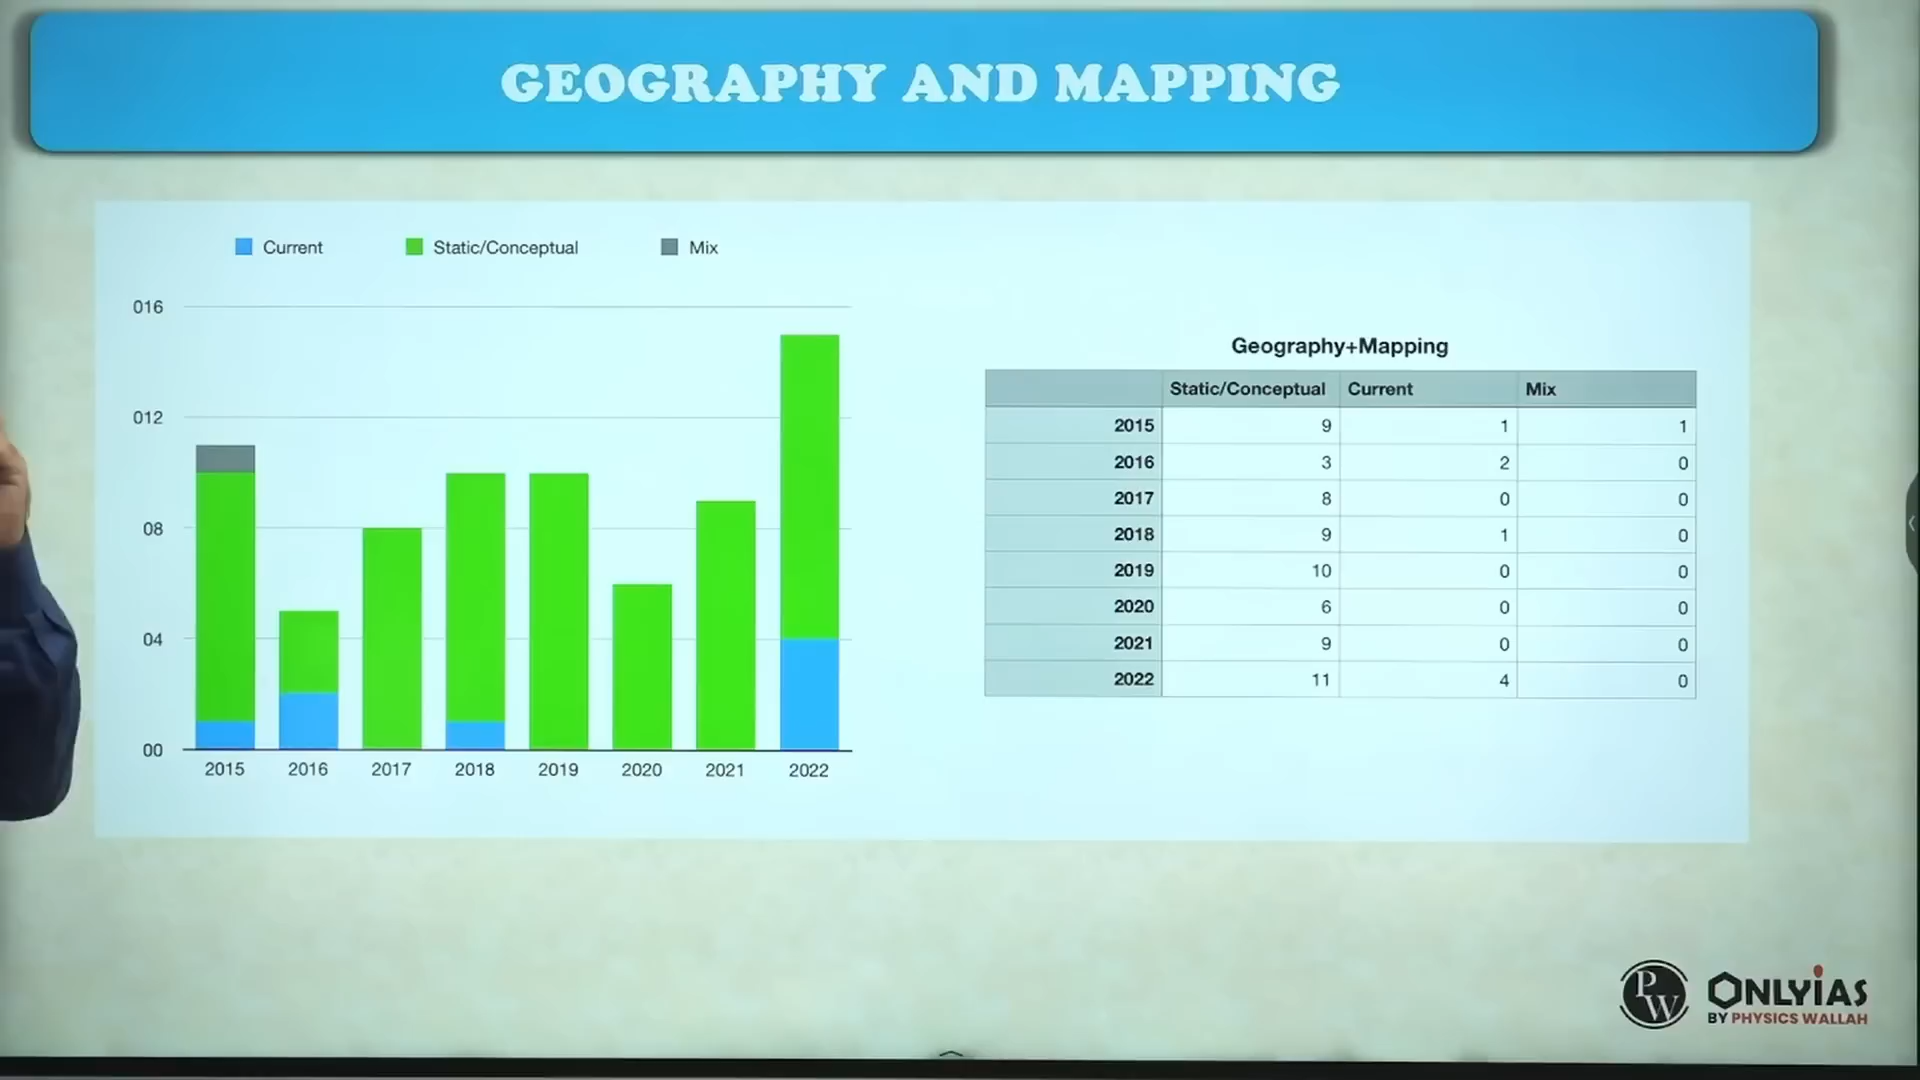 GEOGRAPHY AND MAPPING
Current Static/Conceptual Mix
016
012
08
04
00
2015 2016 2017 2018 2019 2020 2021 2022
Geography+Mapping
Static/Conceptual Current Mix
2015 9 1 1
2016 3 2 0
2017 8 0 0
2018 9 1 0
2019 10 0 0
2020 6 0 0
2021 9 0 0
2022 11 4 0
PW
ONLYIAS
BY PHYSICS WALLAH